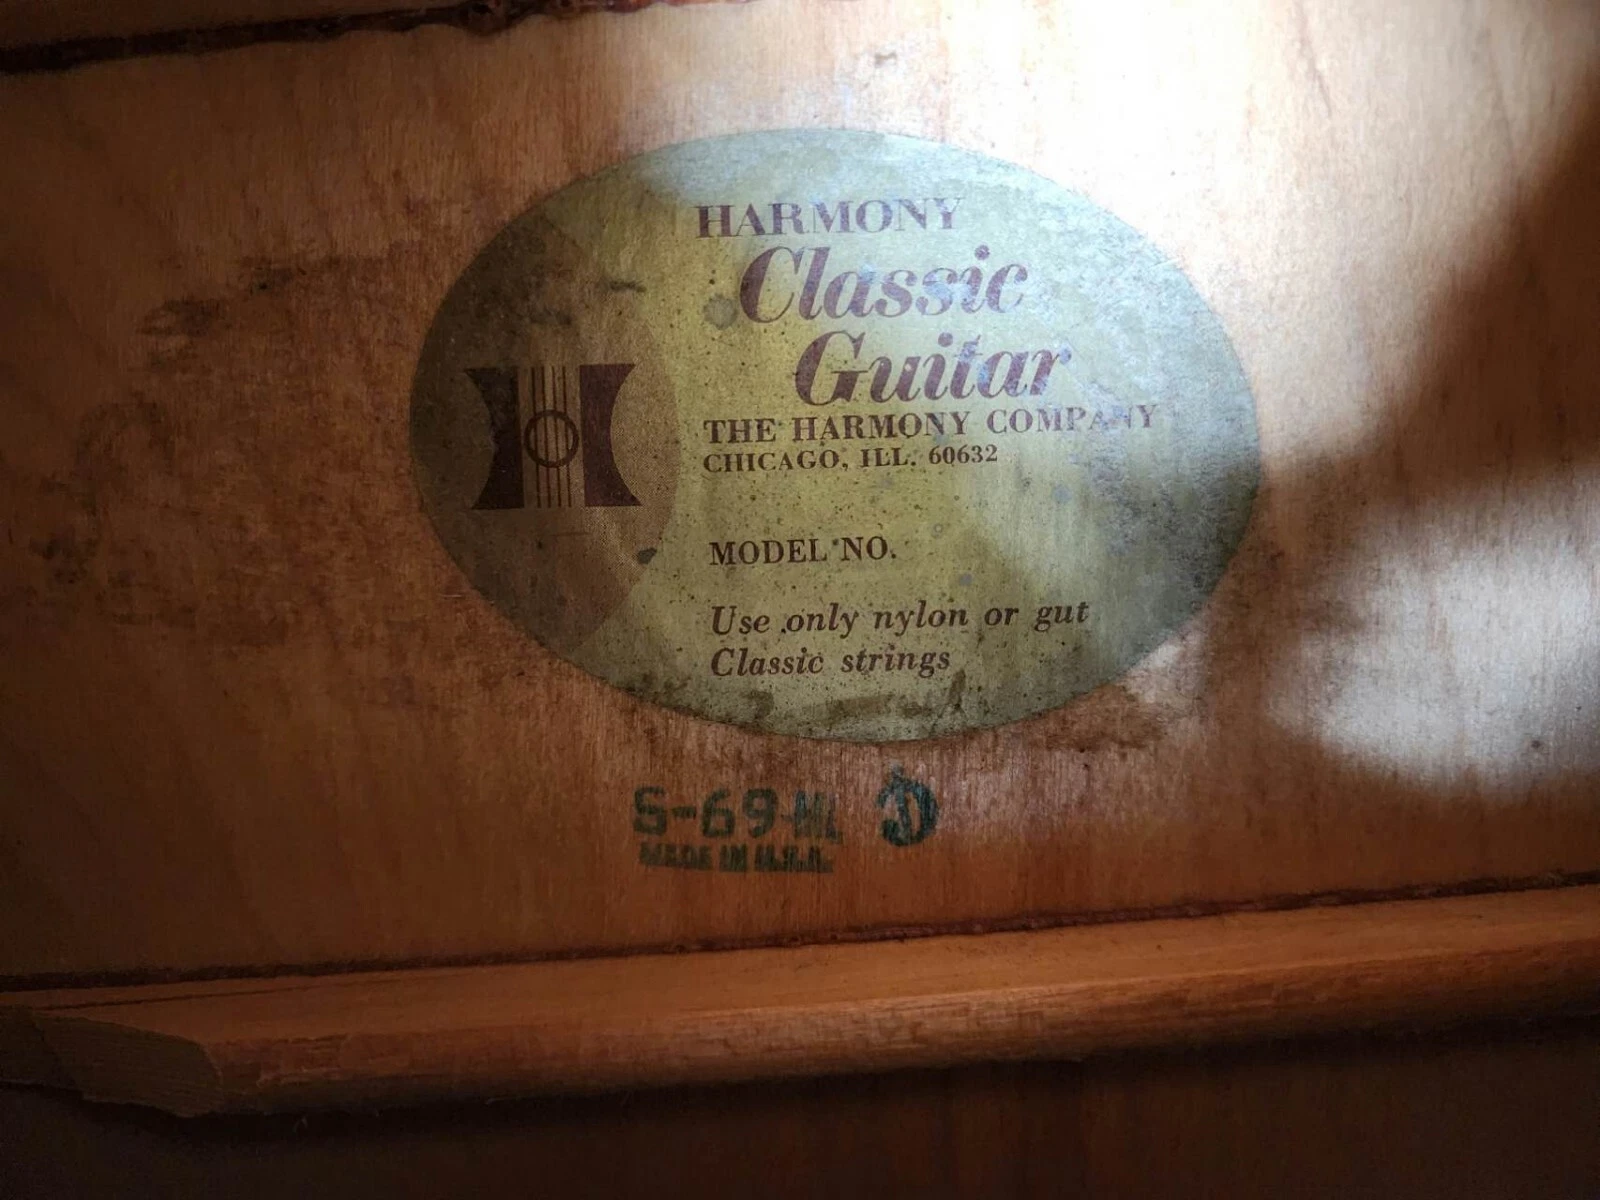 HARMONY
Classic
Guitar
THE HARMONY COMPANY
CHICAGO, ILL. 60632
MODEL NO.
Use only nylon or gut
Classic strings
S-69-HL D
MADE IN U.S.A.